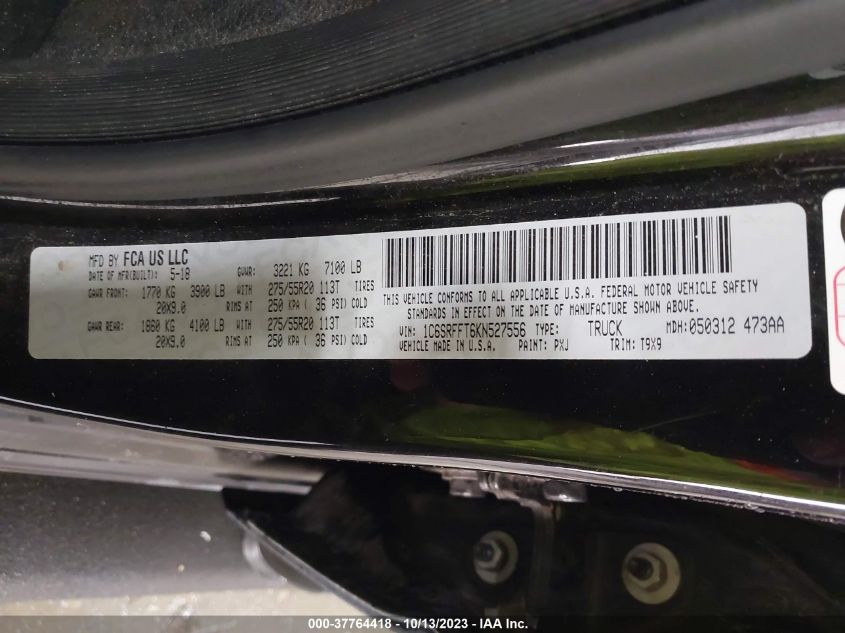 MFD BY FCA US LLC
DATE OF MFR(BUILT): 5-18 GVWR: 3221 KG 7100 LB
GAWR FRONT: 1770 KG 3900 LB WITH 275/55R20 113T TIRES
20X9.0 RIMS AT 250 KPA ( 36 PSI) COLD
GAWR REAR: 1860 KG 4100 LB WITH 275/55R20 113T TIRES
20X9.0 RIMS AT 250 KPA ( 36 PSI) COLD
THIS VEHICLE CONFORMS TO ALL APPLICABLE U.S.A. FEDERAL MOTOR VEHICLE SAFETY
STANDARDS IN EFFECT ON THE DATE OF MANUFACTURE SHOWN ABOVE.
VIN: 1C6SRFFT6KN527556 TYPE: TRUCK MDH: 050312 473AA
VEHICLE MADE IN U.S.A. PAINT: PXJ TRIM: T9X9
000-37764418 - 10/13/2023 - IAA Inc.